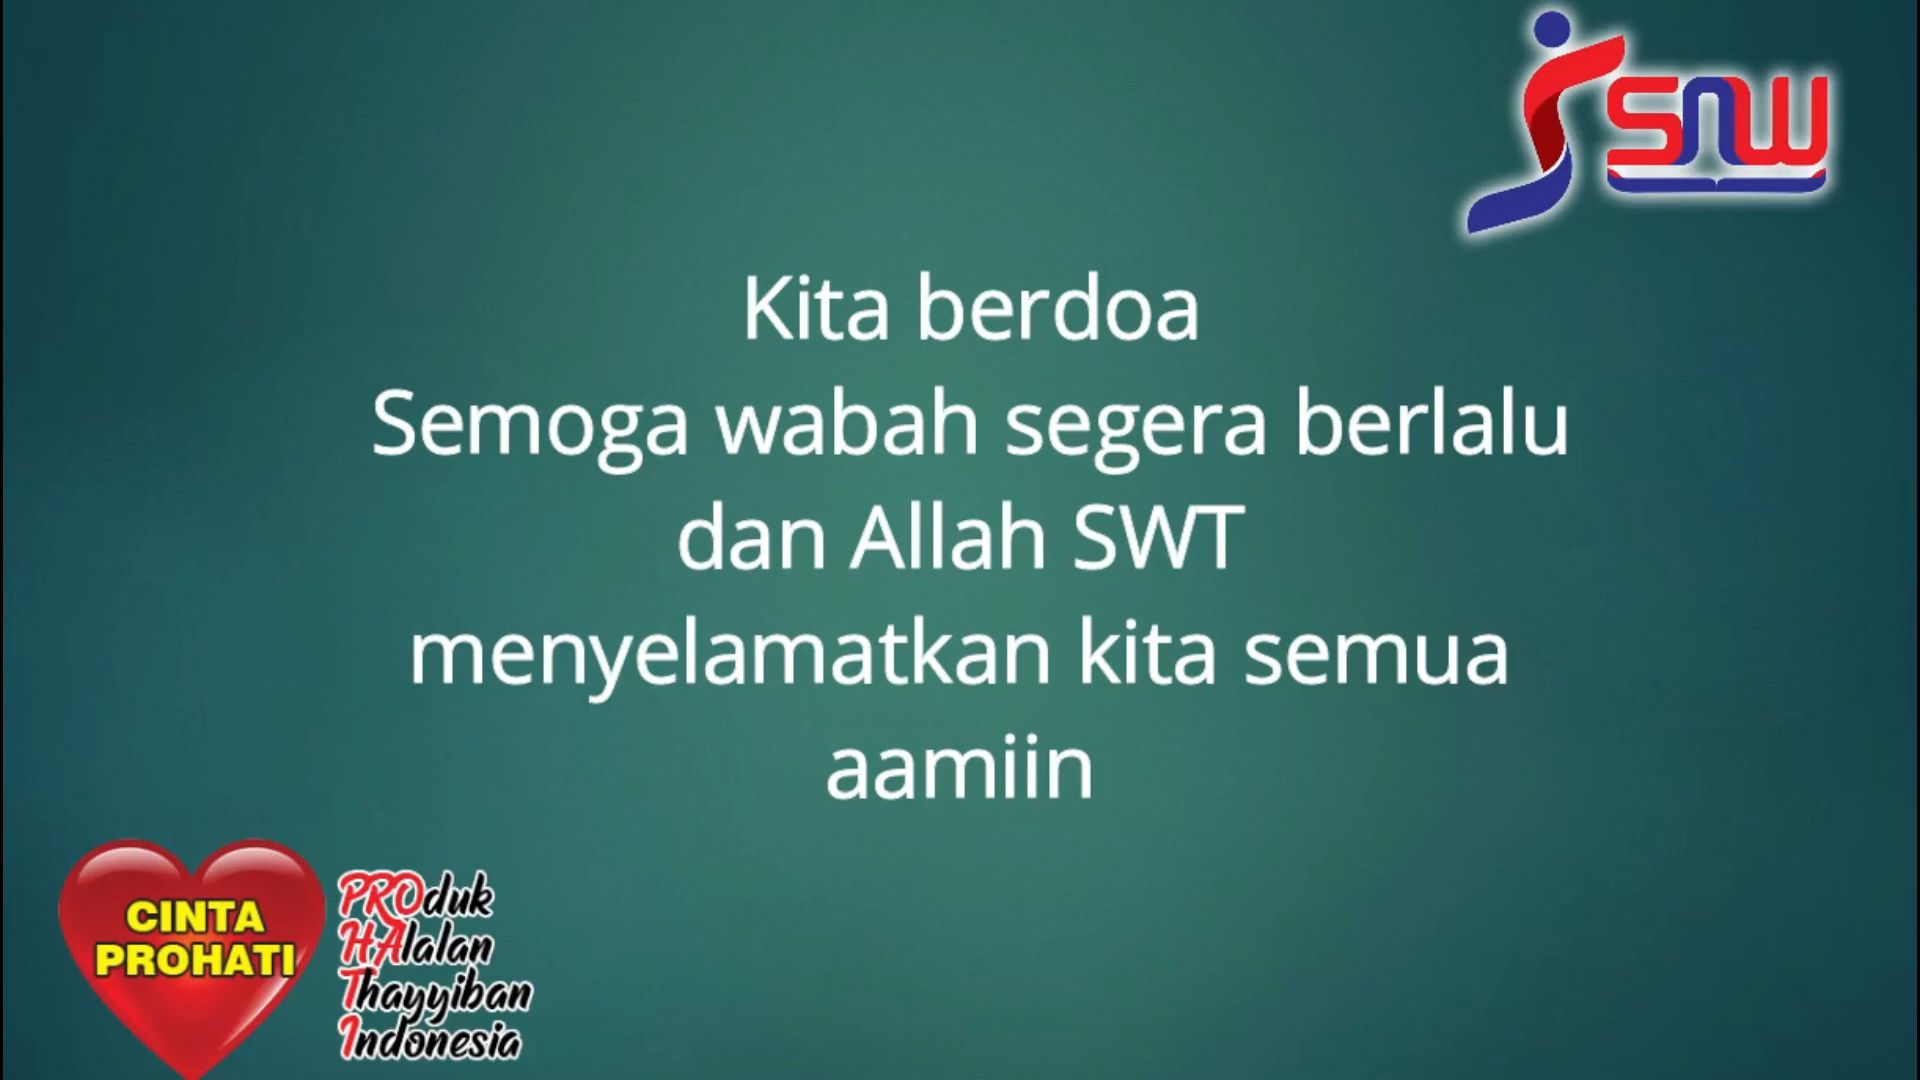 SNW
Kita berdoa
Semoga wabah segera berlalu
dan Allah SWT
menyelamatkan kita semua
aamiin
CINTA
PROHATI
PROduk
HAlalan
Thayyiban
Indonesia